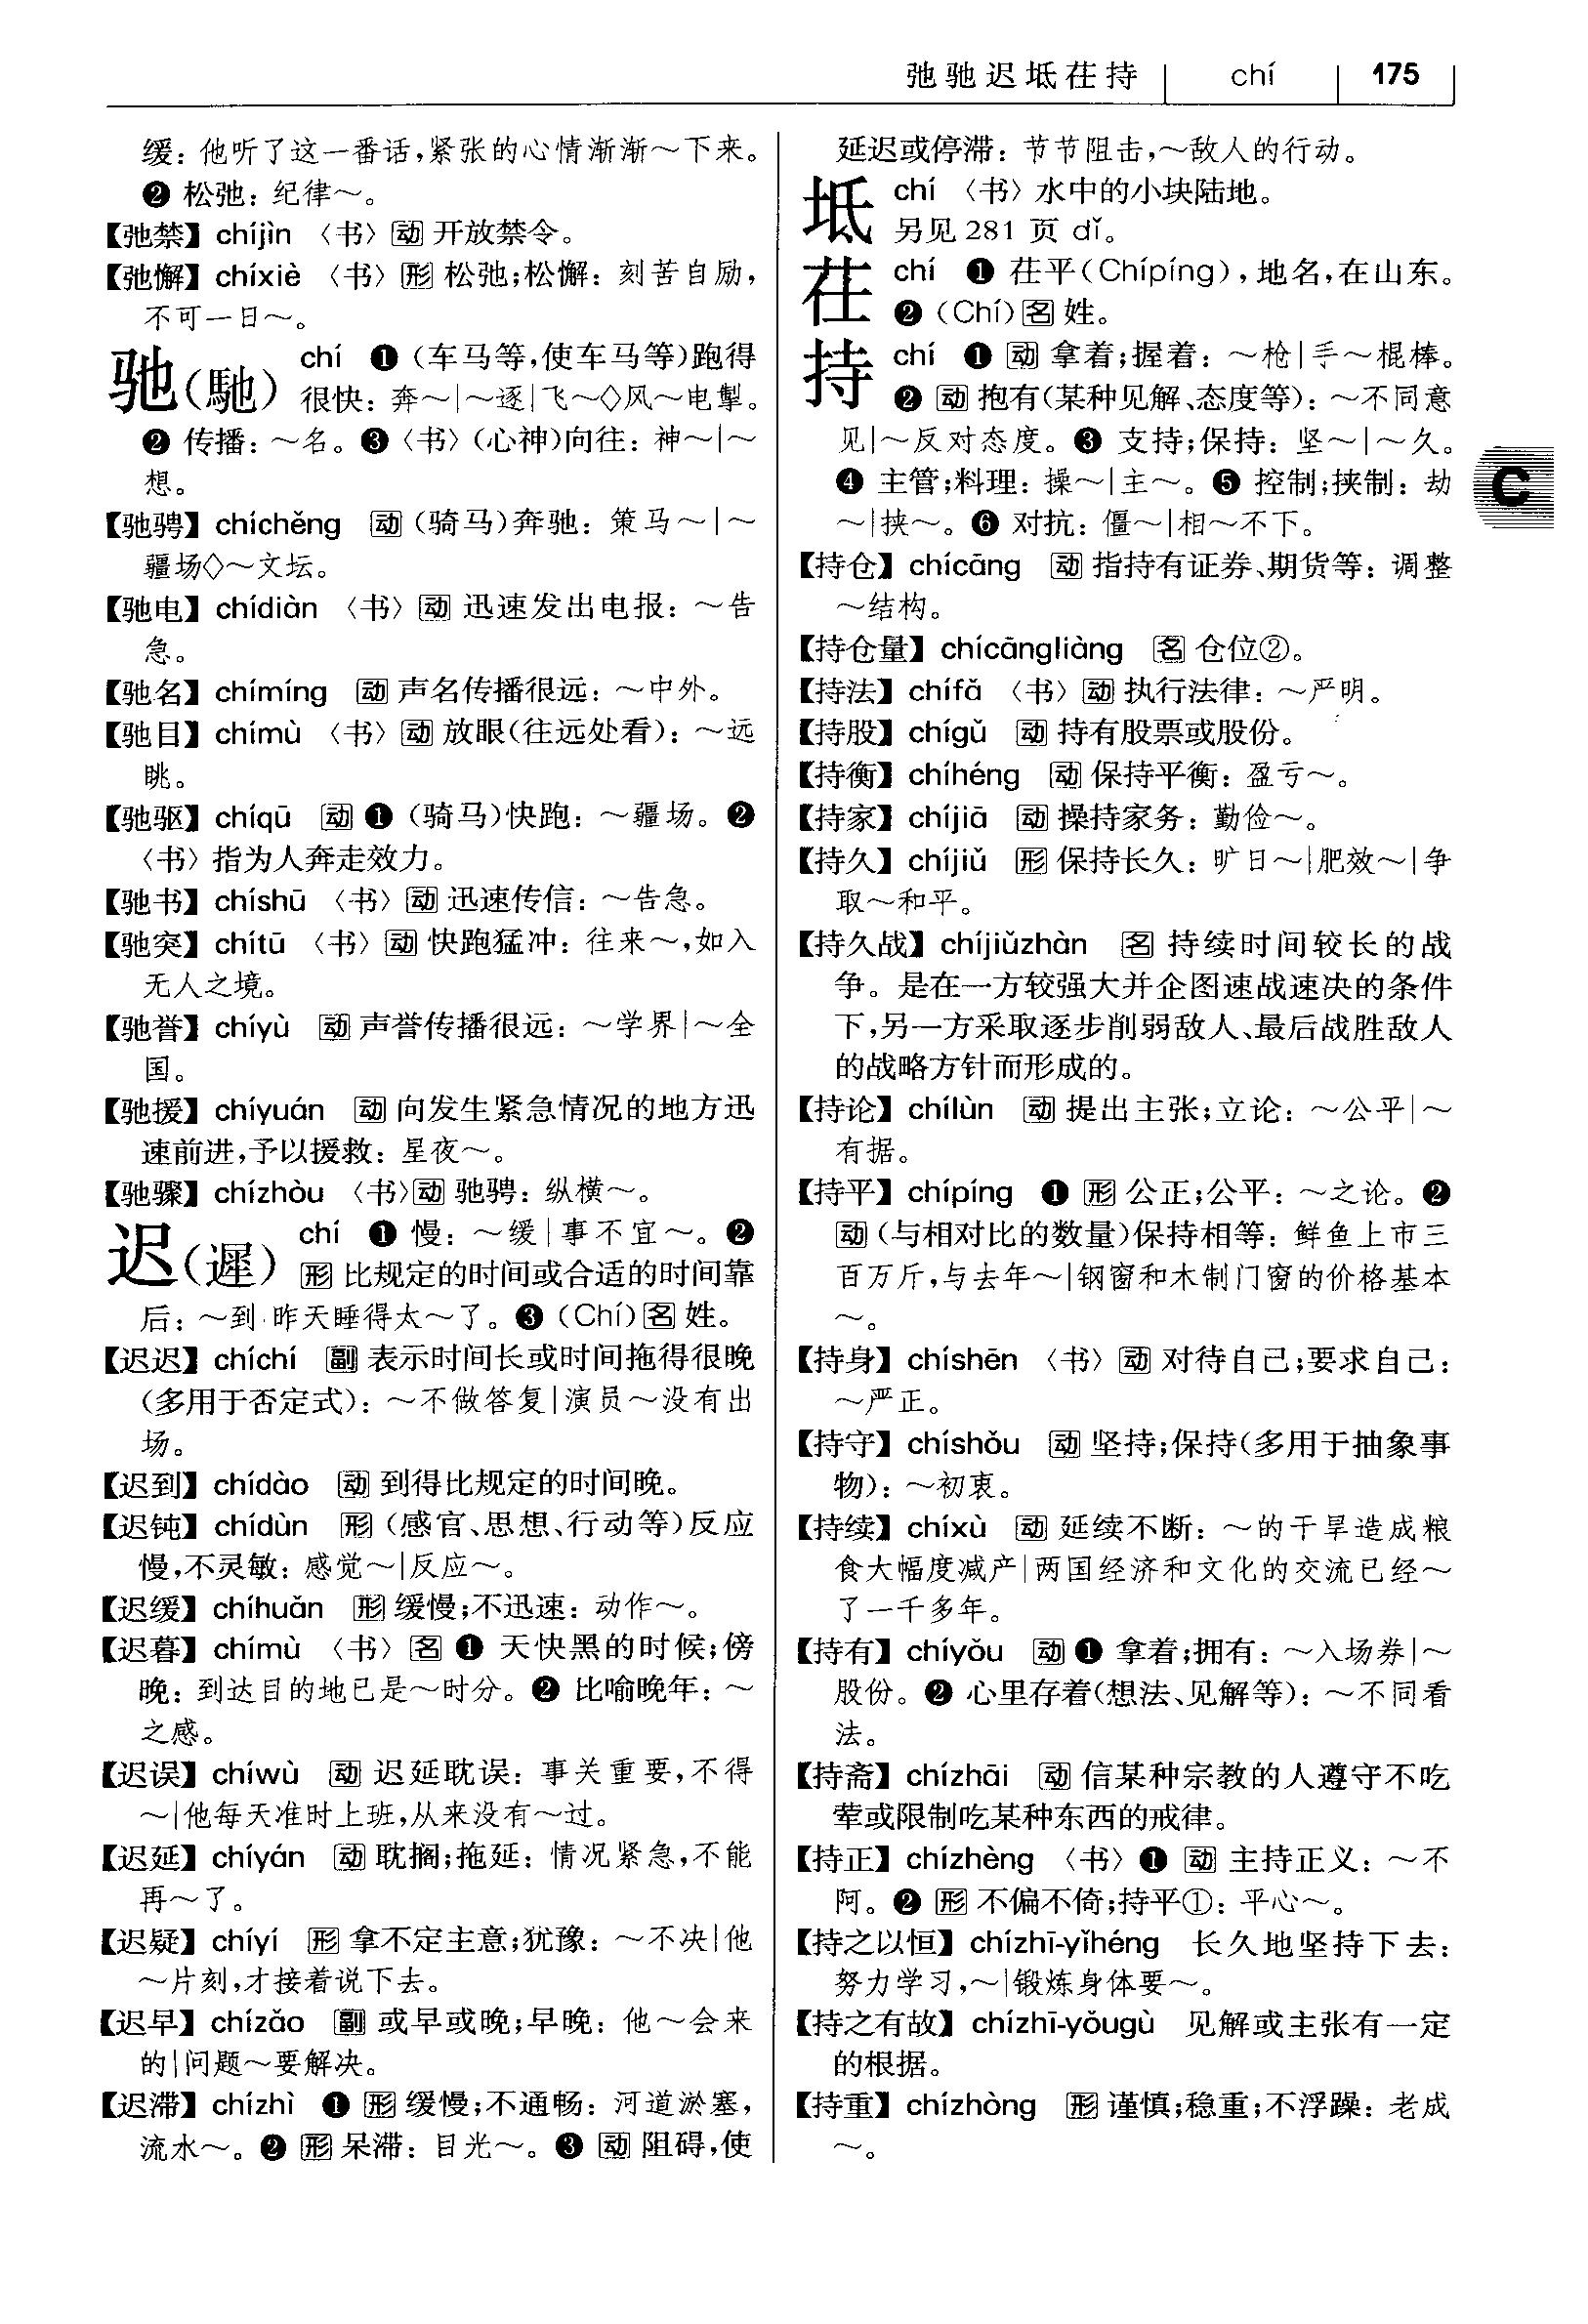 弛驰迟坻茌持 chí 175
缓：他听了这一番话，紧张的心情渐渐～下来。
❷ 松弛：纪律～。
【弛禁】chíjìn 〈书〉动 开放禁令。
【弛懈】chíxiè 〈书〉形 松弛；松懈：刻苦自励，
不可一日～。
驰（馳） chí ❶（车马等，使车马等）跑得
很快：奔～|～逐|飞～◇风～电掣。
❷ 传播：～名。❸〈书〉（心神）向往：神～|～
想。
【驰骋】chíchěng 动（骑马）奔驰：策马～|～
疆场◇～文坛。
【驰电】chídiàn 〈书〉动 迅速发出电报：～告
急。
【驰名】chímíng 动 声名传播很远：～中外。
【驰目】chímù 〈书〉动 放眼（往远处看）：～远
眺。
【驰驱】chíqū 动 ❶（骑马）快跑：～疆场。❷
〈书〉指为人奔走效力。
【驰书】chíshū 〈书〉动 迅速传信：～告急。
【驰突】chítū 〈书〉动 快跑猛冲：往来～，如入
无人之境。
【驰誉】chíyù 动 声誉传播很远：～学界|～全
国。
【驰援】chíyuán 动 向发生紧急情况的地方迅
速前进，予以援救：星夜～。
【驰骤】chízhòu 〈书〉动 驰骋：纵横～。
迟（遲） chí ❶ 慢：～缓|事不宜～。❷
形 比规定的时间或合适的时间靠
后：～到|昨天睡得太～了。❸（Chí）名 姓。
【迟迟】chíchí 副 表示时间长或时间拖得很晚
（多用于否定式）：～不做答复|演员～没有出
场。
【迟到】chídào 动 到得比规定的时间晚。
【迟钝】chídùn 形（感官、思想、行动等）反应
慢，不灵敏：感觉～|反应～。
【迟缓】chíhuǎn 形 缓慢；不迅速：动作～。
【迟暮】chímù 〈书〉名 ❶ 天快黑的时候；傍
晚：到达目的地已是～时分。❷ 比喻晚年：～
之感。
【迟误】chíwù 动 迟延耽误：事关重要，不得
～|他每天准时上班，从来没有～过。
【迟延】chíyán 动 耽搁；拖延：情况紧急，不能
再～了。
【迟疑】chíyí 形 拿不定主意；犹豫：～不决|他
～片刻，才接着说下去。
【迟早】chízǎo 副 或早或晚；早晚：他～会来
的|问题～要解决。
【迟滞】chízhì ❶ 形 缓慢；不通畅：河道淤塞，
流水～。❷ 形 呆滞：目光～。❸ 动 阻碍，使
延迟或停滞：节节阻击，～敌人的行动。
坻 chí 〈书〉水中的小块陆地。
另见 281 页 dǐ。
茌 chí ❶ 茌平（Chípíng），地名，在山东。
❷（Chí）名 姓。
持 chí ❶ 动 拿着；握着：～枪|手～棍棒。
❷ 动 抱有（某种见解、态度等）：～不同意
见|～反对态度。❸ 支持；保持：坚～|～久。
❹ 主管；料理：操～|主～。❺ 控制；挟制：劫
～|挟～。❻ 对抗：僵～|相～不下。
C
【持仓】chícāng 动 指持有证券、期货等：调整
～结构。
【持仓量】chícāngliàng 名 仓位②。
【持法】chífǎ 〈书〉动 执行法律：～严明。
【持股】chígǔ 动 持有股票或股份。
【持衡】chíhéng 动 保持平衡：盈亏～。
【持家】chíjiā 动 操持家务：勤俭～。
【持久】chíjiǔ 形 保持长久：旷日～|肥效～|争
取～和平。
【持久战】chíjiǔzhàn 名 持续时间较长的战
争。是在一方较强大并企图速战速决的条件
下，另一方采取逐步削弱敌人、最后战胜敌人
的战略方针而形成的。
【持论】chílùn 动 提出主张；立论：～公平|～
有据。
【持平】chípíng ❶ 形 公正；公平：～之论。❷
动（与相对比的数量）保持相等：鲜鱼上市三
百万斤，与去年～|钢窗和木制门窗的价格基本
～。
【持身】chíshēn 〈书〉动 对待自己；要求自己：
～严正。
【持守】chíshǒu 动 坚持；保持（多用于抽象事
物）：～初衷。
【持续】chíxù 动 延续不断：～的干旱造成粮
食大幅度减产|两国经济和文化的交流已经～
了一千多年。
【持有】chíyǒu 动 ❶ 拿着；拥有：～入场券|～
股份。❷ 心里存着（想法、见解等）：～不同看
法。
【持斋】chízhāi 动 信某种宗教的人遵守不吃
荤或限制吃某种东西的戒律。
【持正】chízhèng 〈书〉❶ 动 主持正义：～不
阿。❷ 形 不偏不倚；持平①：平心～。
【持之以恒】chízhī-yǐhéng 长久地坚持下去：
努力学习，～|锻炼身体要～。
【持之有故】chízhī-yǒugù 见解或主张有一定
的根据。
【持重】chízhòng 形 谨慎；稳重；不浮躁：老成
～。